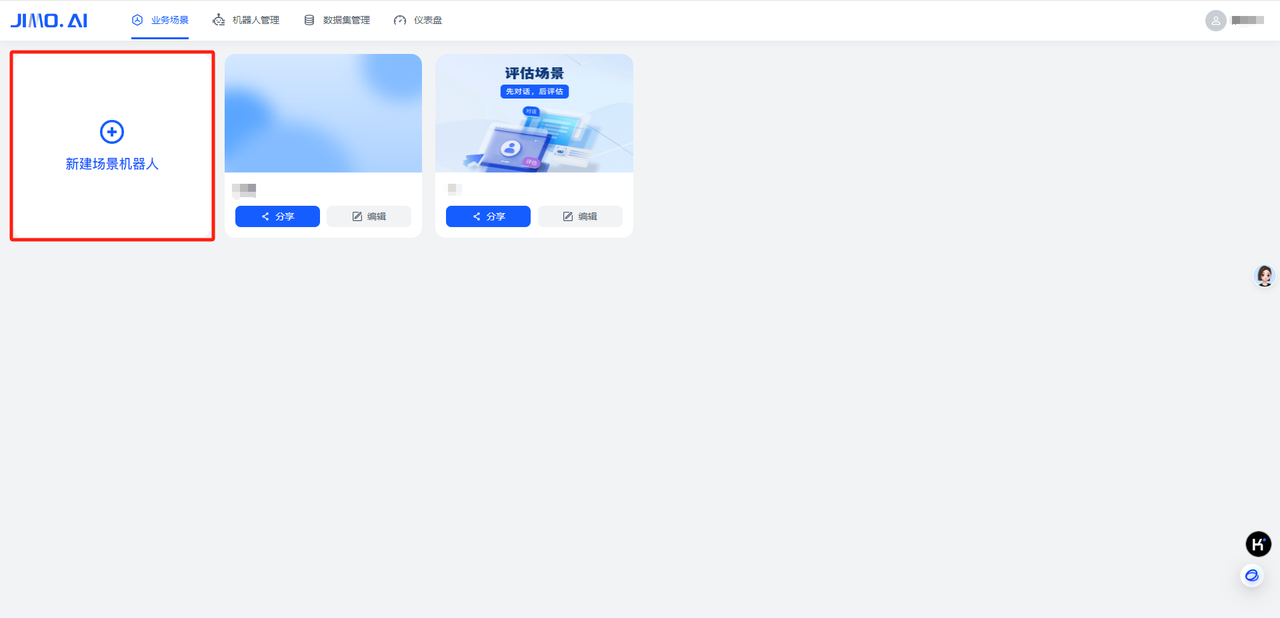 JIMO.AI
业务场景
机器人管理
数据集管理
仪表盘
新建场景机器人
评估场景
先对话，后评估
对话
评估
分享
编辑
分享
编辑